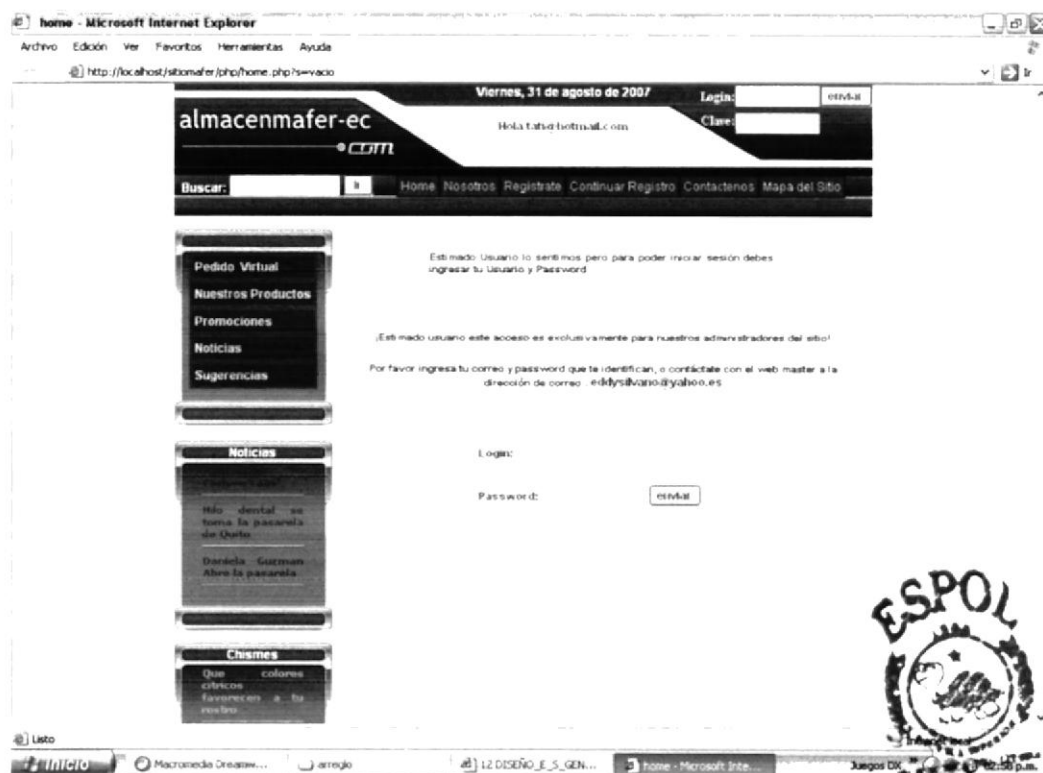 home - Microsoft Internet Explorer
Archivo Edición Ver Favoritos Herramientas Ayuda
http://localhost/sitiomafer/php/home.php?s=vacio
Ir
Viernes, 31 de agosto de 2007
Login:
enviar
almacenmafer-ec
.com
Clave:
Buscar:
Ir
Home Nosotros Registrate Continuar Registro Contactenos Mapa del Sitio
Pedido Virtual
Nuestros Productos
Promociones
Noticias
Sugerencias
Estimado Usuario lo sentimos pero para poder iniciar sesión debes
ingresar tu Usuario y Password
¡Estimado usuario este acceso es exclusivamente para nuestros administradores del sitio!
Por favor ingresa tu correo y password que te identifican, o contáctate con el web master a la
dirección de correo : eddysilvano@yahoo.es
Login:
Password:
enviar
Noticias
Hilo dental se
toma la pasarela
de Quito
Daniela Guzman
Abre la pasarela
Chismes
Que colores
citricos
favorecen a tu
rostro
ESPOL
Listo
Inicio
Macromedia Dreamw...
arreglo
12 DISEÑO_E_S_GEN...
home - Microsoft Inte...
Juegos DX
02:58 p.m.